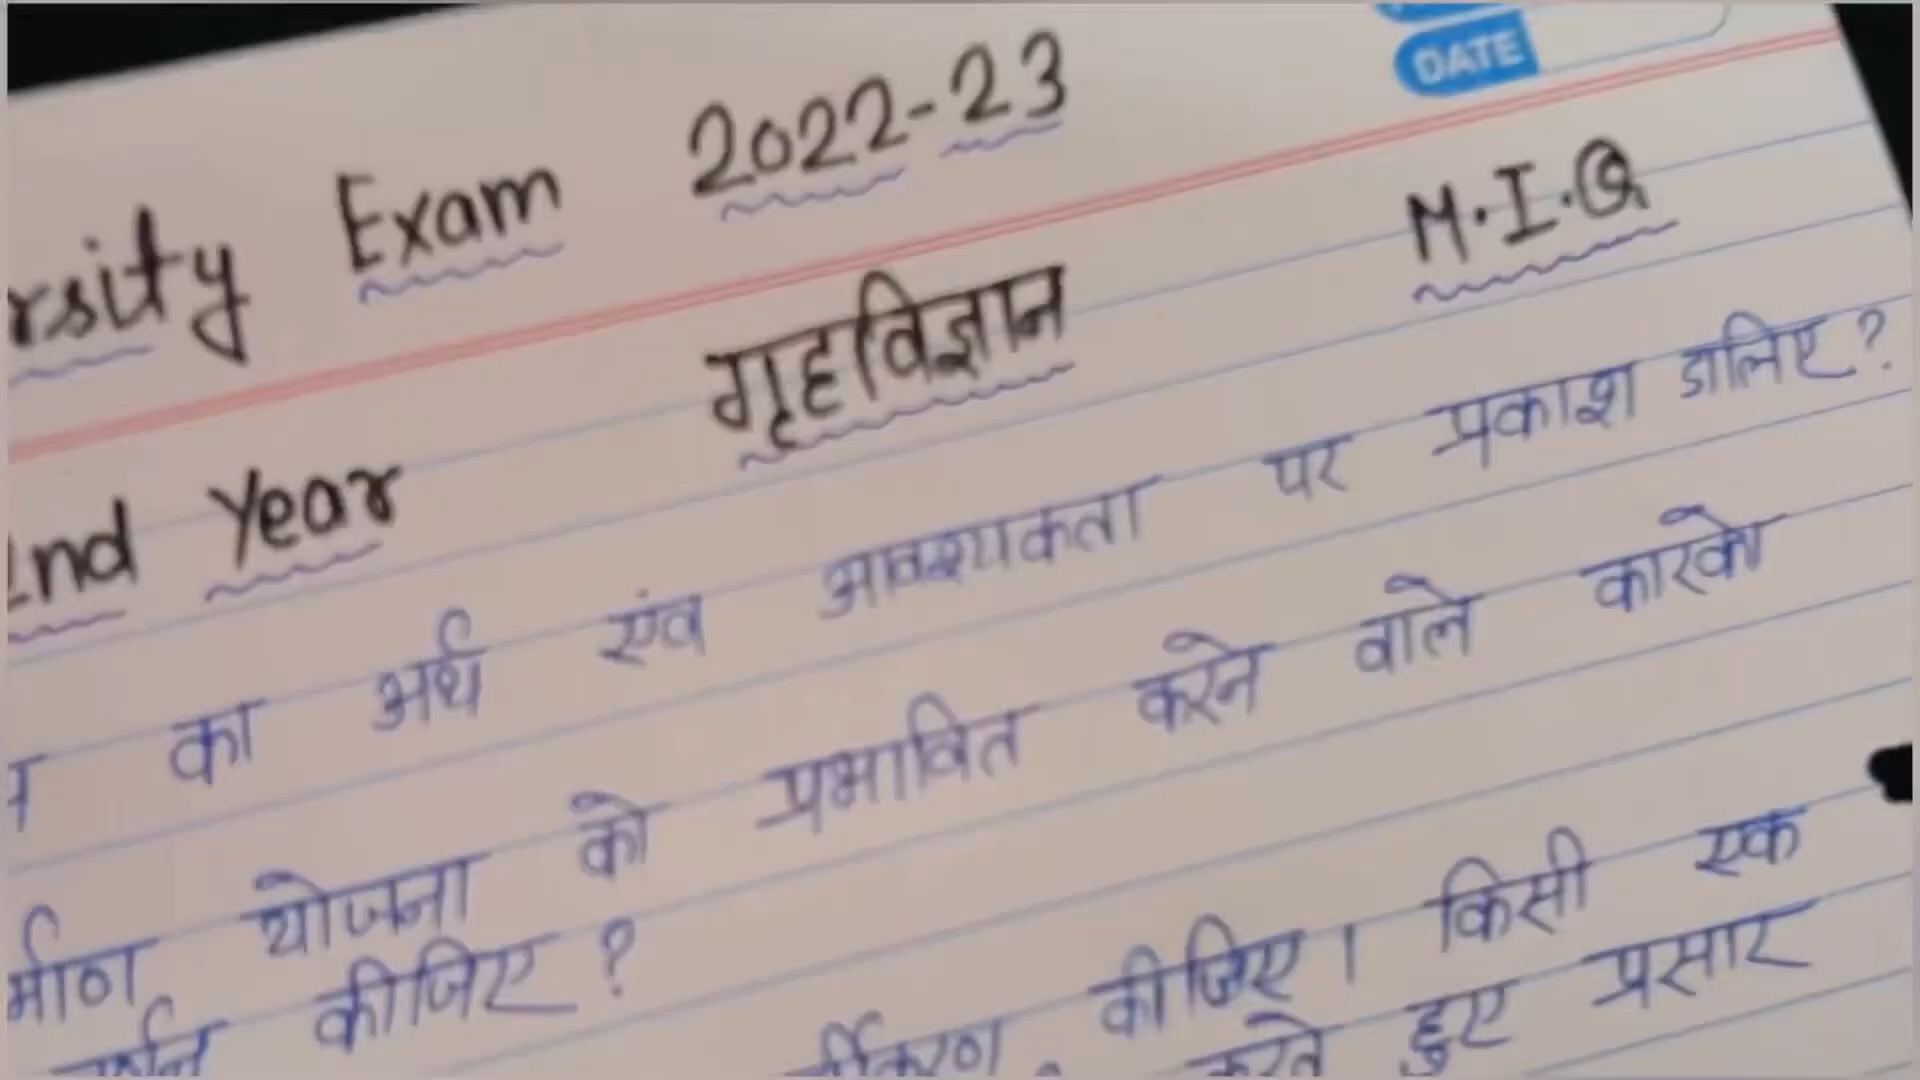 DATE
rsity Exam 2022-23
2nd Year गृहविज्ञान M.I.Q
का अर्थ एंव आवश्यकता पर प्रकाश डालिए?
र्माण योजना को प्रभावित करने वाले कारको
कीजिए?
कीजिए। किसी एक
करते हुए प्रसार